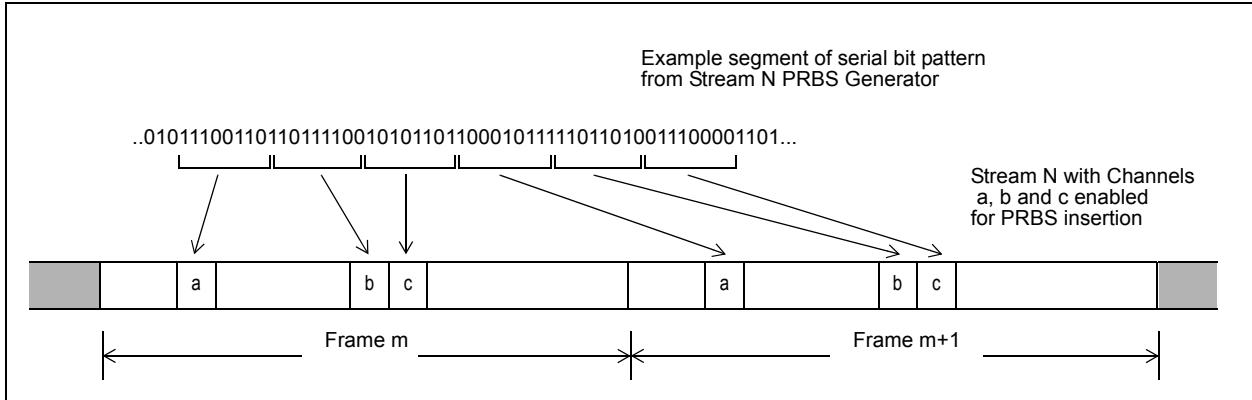 Example segment of serial bit pattern
from Stream N PRBS Generator
..010111001101101111001010110110001011111011010011100001101...
Stream N with Channels
a, b and c enabled
for PRBS insertion
a b c a b c
Frame m Frame m+1